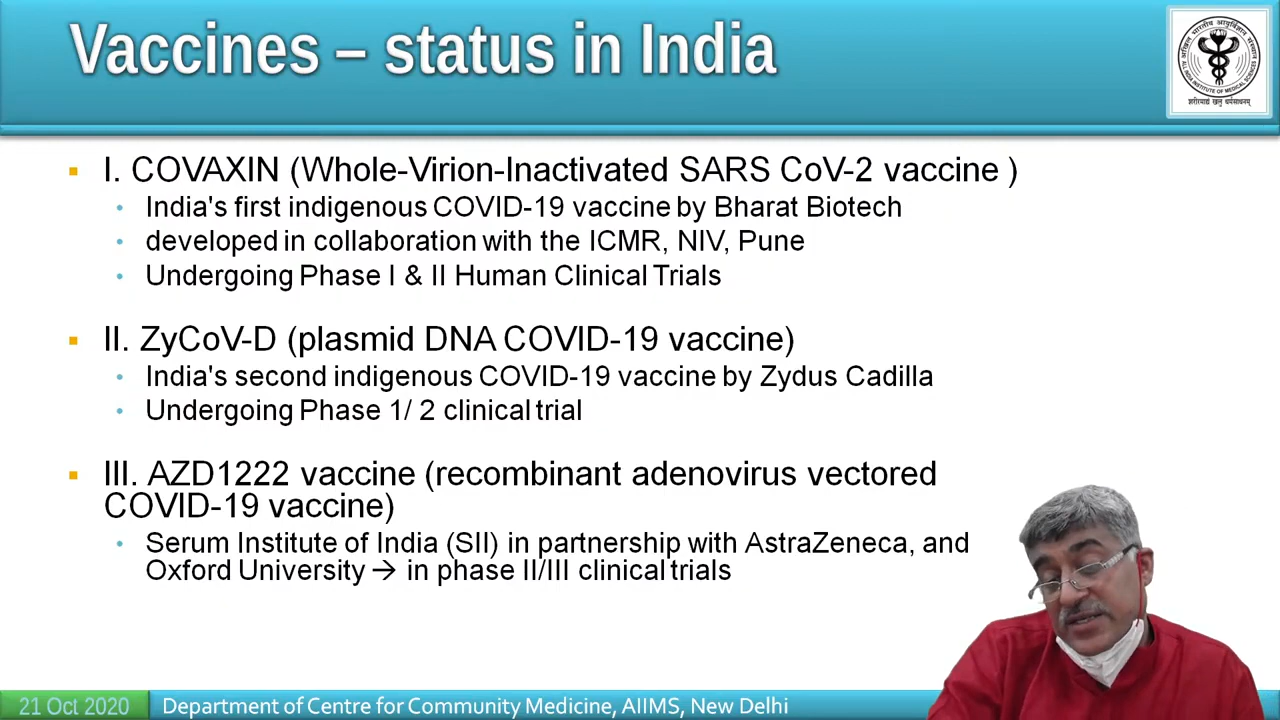 Vaccines – status in India
▪ I. COVAXIN (Whole-Virion-Inactivated SARS CoV-2 vaccine )
• India's first indigenous COVID-19 vaccine by Bharat Biotech
• developed in collaboration with the ICMR, NIV, Pune
• Undergoing Phase I & II Human Clinical Trials
▪ II. ZyCoV-D (plasmid DNA COVID-19 vaccine)
• India's second indigenous COVID-19 vaccine by Zydus Cadilla
• Undergoing Phase 1/ 2 clinical trial
▪ III. AZD1222 vaccine (recombinant adenovirus vectored
COVID-19 vaccine)
• Serum Institute of India (SII) in partnership with AstraZeneca, and
Oxford University → in phase II/III clinical trials
21 Oct 2020
Department of Centre for Community Medicine, AIIMS, New Delhi